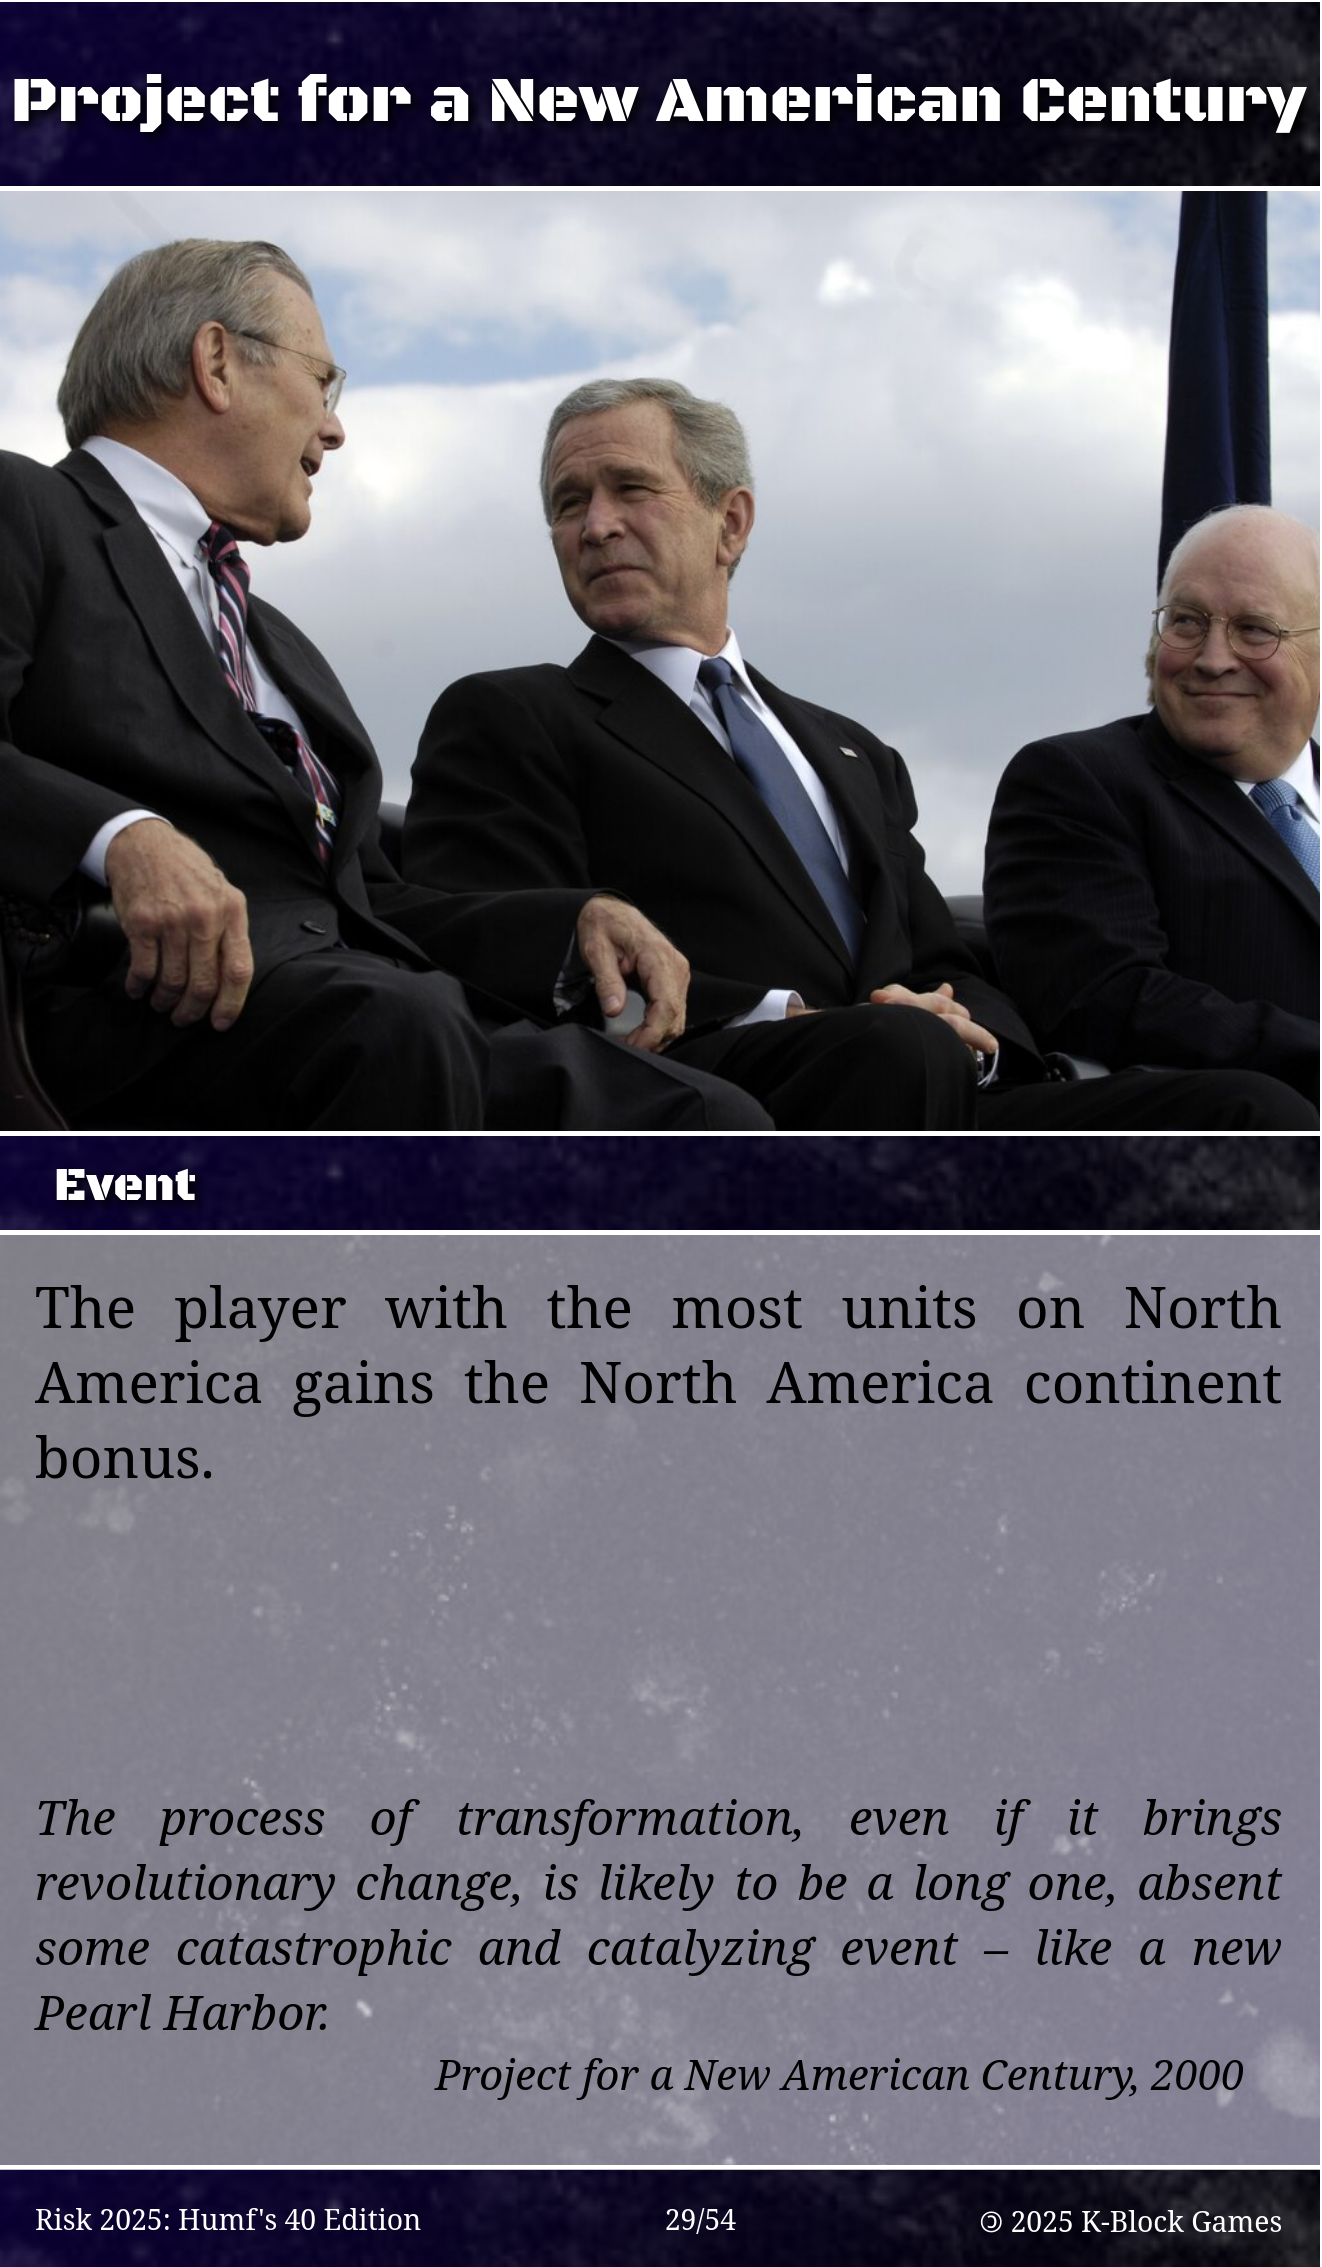 Project for a New American Century
Event
The player with the most units on North
America gains the North America continent
bonus.
The process of transformation, even if it brings
revolutionary change, is likely to be a long one, absent
some catastrophic and catalyzing event – like a new
Pearl Harbor.
Project for a New American Century, 2000
Risk 2025: Humf's 40 Edition
29/54
🄯 2025 K-Block Games